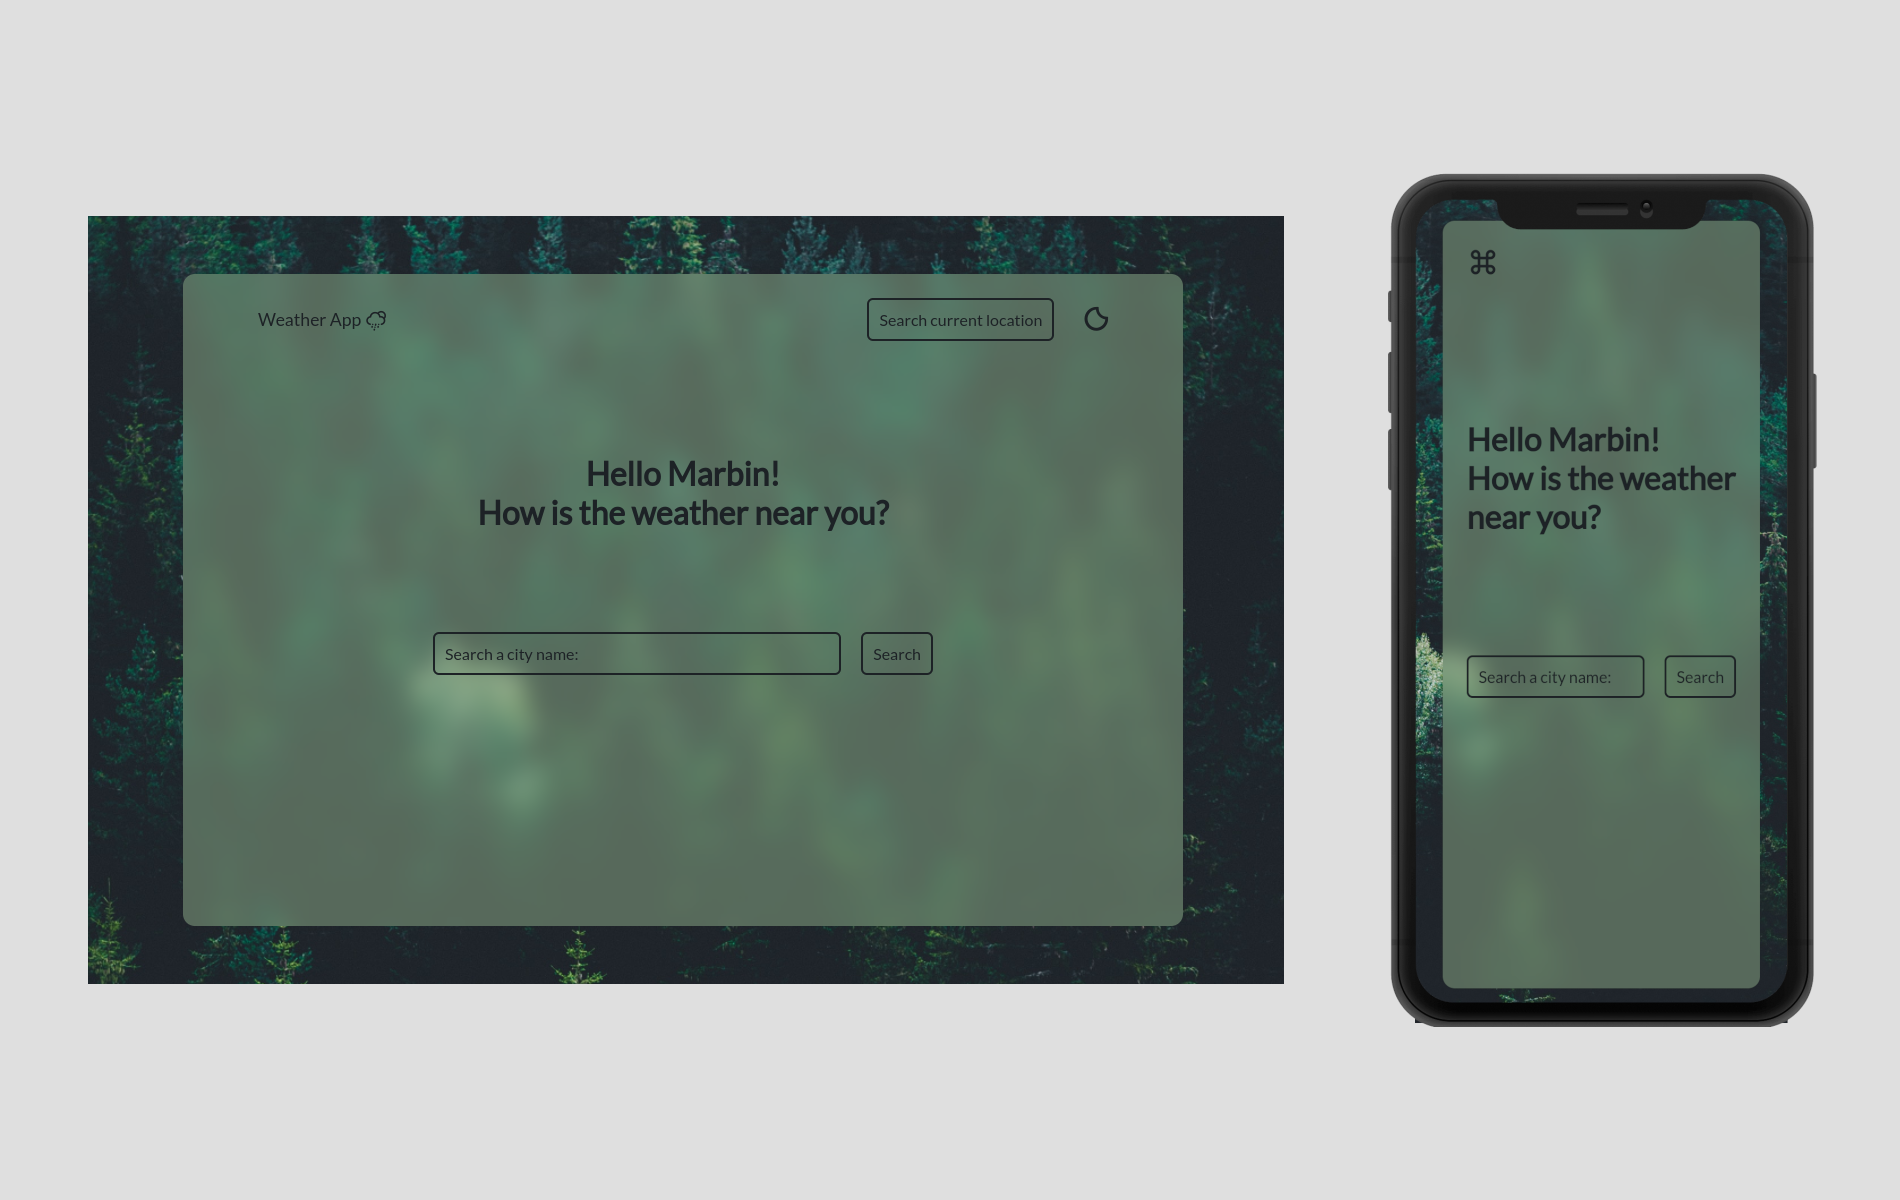 Weather App
Search current location
Hello Marbin!
How is the weather near you?
Search a city name:
Search
Hello Marbin!
How is the weather
near you?
Search a city name:
Search